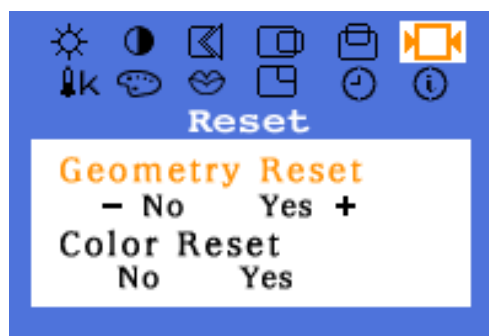 K
Reset
Geometry Reset
− No Yes +
Color Reset
No Yes